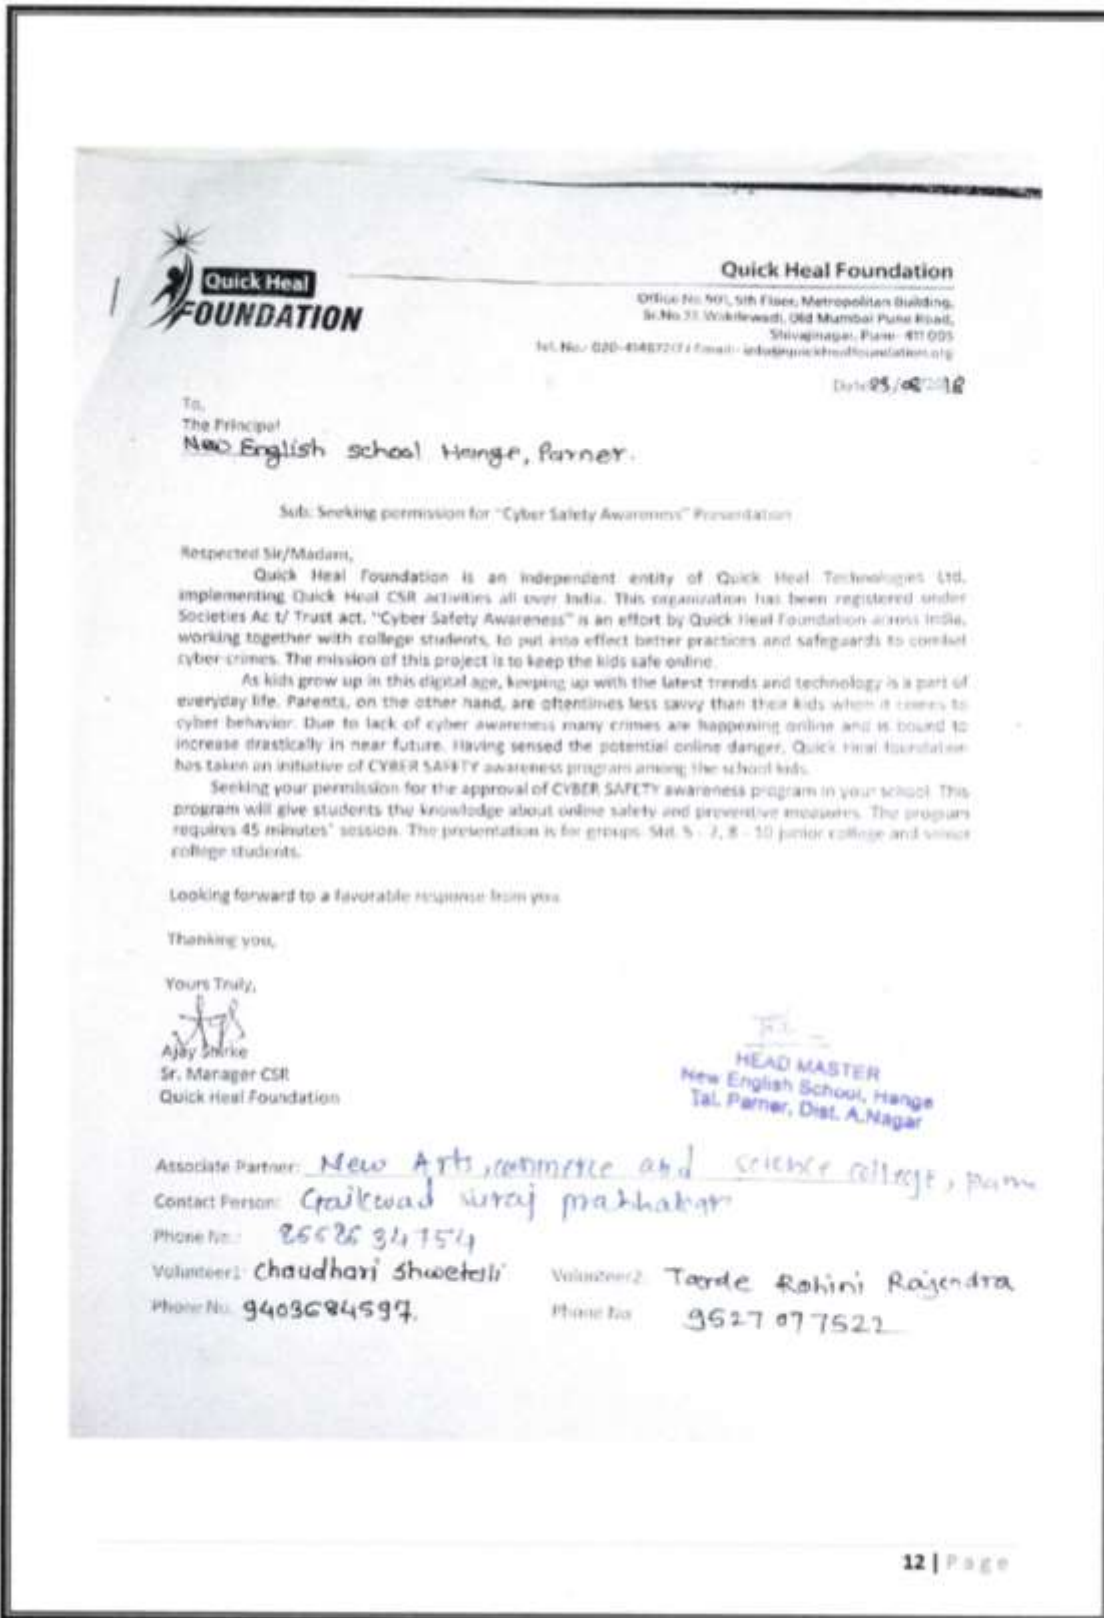 Quick Heal
FOUNDATION
Quick Heal Foundation
Office No 501, 5th Floor, Metropolitan Building,
Sr.No 27, Wakdewadi, Old Mumbai Pune Road,
Shivajinagar, Pune- 411 005
Tel. No.- 020- Email:-
Date 05/08/2018
To,
The Principal
New English school Hange, Parner.
Sub: Seeking permission for "Cyber Safety Awareness" Presentation
Respected Sir/Madam,
Quick Heal Foundation is an independent entity of Quick Heal Technologies Ltd,
implementing Quick Heal CSR activities all over India. This organization has been registered under
Societies Ac t/ Trust act. "Cyber Safety Awareness" is an effort by Quick Heal Foundation across India,
working together with college students, to put into effect better practices and safeguards to combat
cyber-crimes. The mission of this project is to keep the kids safe online.
As kids grow up in this digital age, keeping up with the latest trends and technology is a part of
everyday life. Parents, on the other hand, are oftentimes less savvy than their kids when it comes to
cyber behavior. Due to lack of cyber awareness many crimes are happening online and is bound to
increase drastically in near future. Having sensed the potential online danger, Quick Heal foundation
has taken an initiative of CYBER SAFETY awareness program among the school kids.
Seeking your permission for the approval of CYBER SAFETY awareness program in your school. This
program will give students the knowledge about online safety and preventive measures. The program
requires 45 minutes' session. The presentation is for groups: Std. 5 - 7, 8 - 10 junior college and senior
college students.
Looking forward to a favorable response from you
Thanking you,
Yours Truly,
Ajay Shirke
Sr. Manager CSR
Quick Heal Foundation
HEAD MASTER
New English School, Hange
Tal. Parner, Dist. A.Nagar
Associate Partner: New Arts, commerce and science college,
Contact Person: Gaikwad suraj
Phone No.:
Volunteer1: Chaudhari Volunteer2: Rohini Rajendra
Phone No. 9403684597. Phone No 9527077522
12 | Page